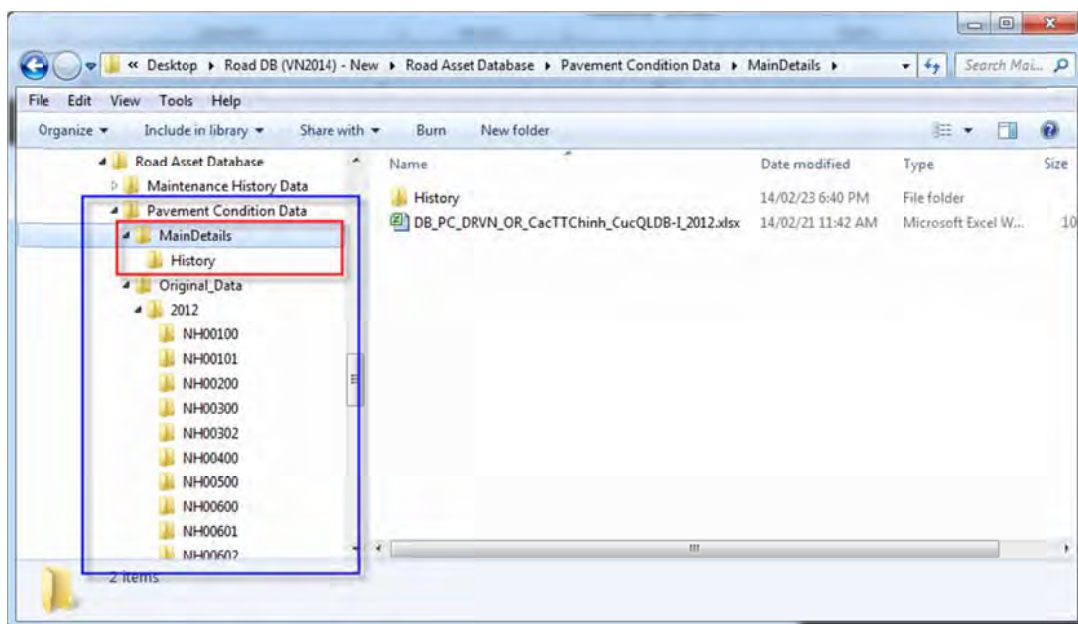 « Desktop ▸ Road DB (VN2014) - New ▸ Road Asset Database ▸ Pavement Condition Data ▸ MainDetails ▸ Search Mai...
File Edit View Tools Help
Organize Include in library Share with Burn New folder
Road Asset Database
Maintenance History Data
Pavement Condition Data
MainDetails
History
Original_Data
2012
NH00100
NH00101
NH00200
NH00300
NH00302
NH00400
NH00500
NH00600
NH00601
NH00602
Name Date modified Type Size
History 14/02/23 6:40 PM File folder
DB_PC_DRVN_OR_CacTTChinh_CucQLDB-I_2012.xlsx 14/02/21 11:42 AM Microsoft Excel W... 10
2 items